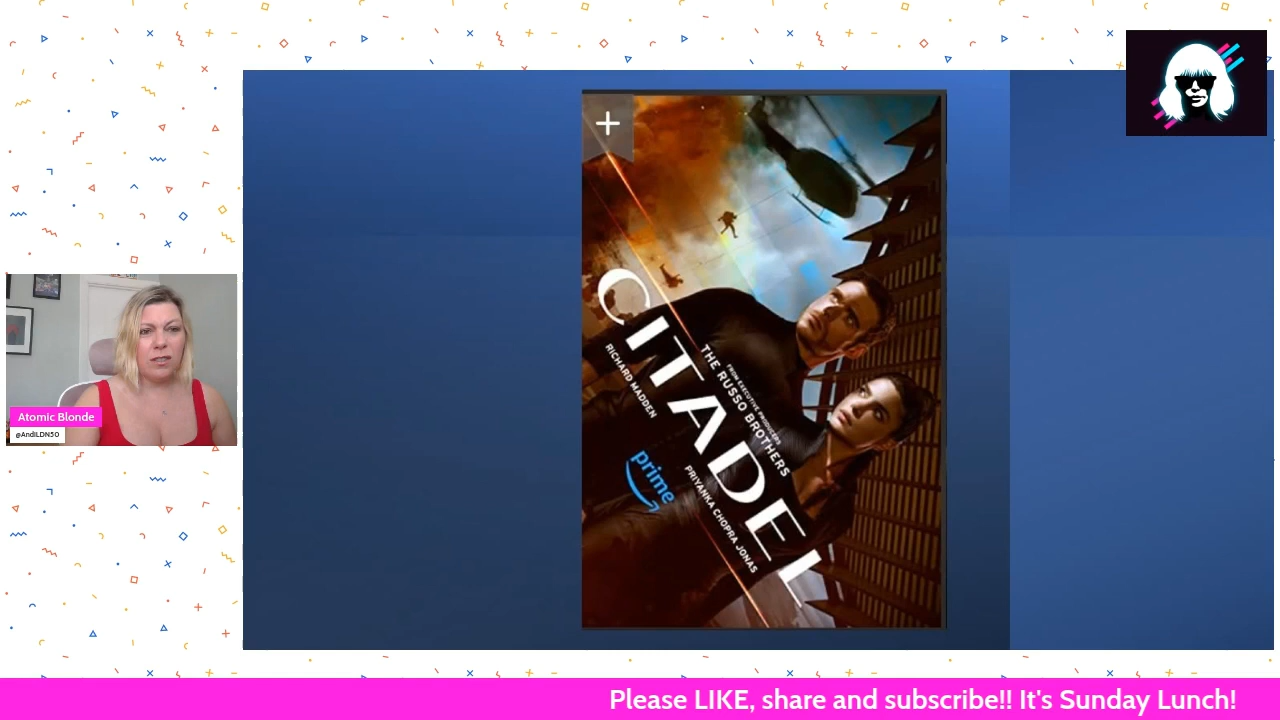 CITADEL
RICHARD MADDEN
FROM EXECUTIVE PRODUCERS
THE RUSSO BROTHERS
PRIYANKA CHOPRA JONAS
prime
Atomic Blonde
@AndiLDN50
Please LIKE, share and subscribe!! It's Sunday Lunch!